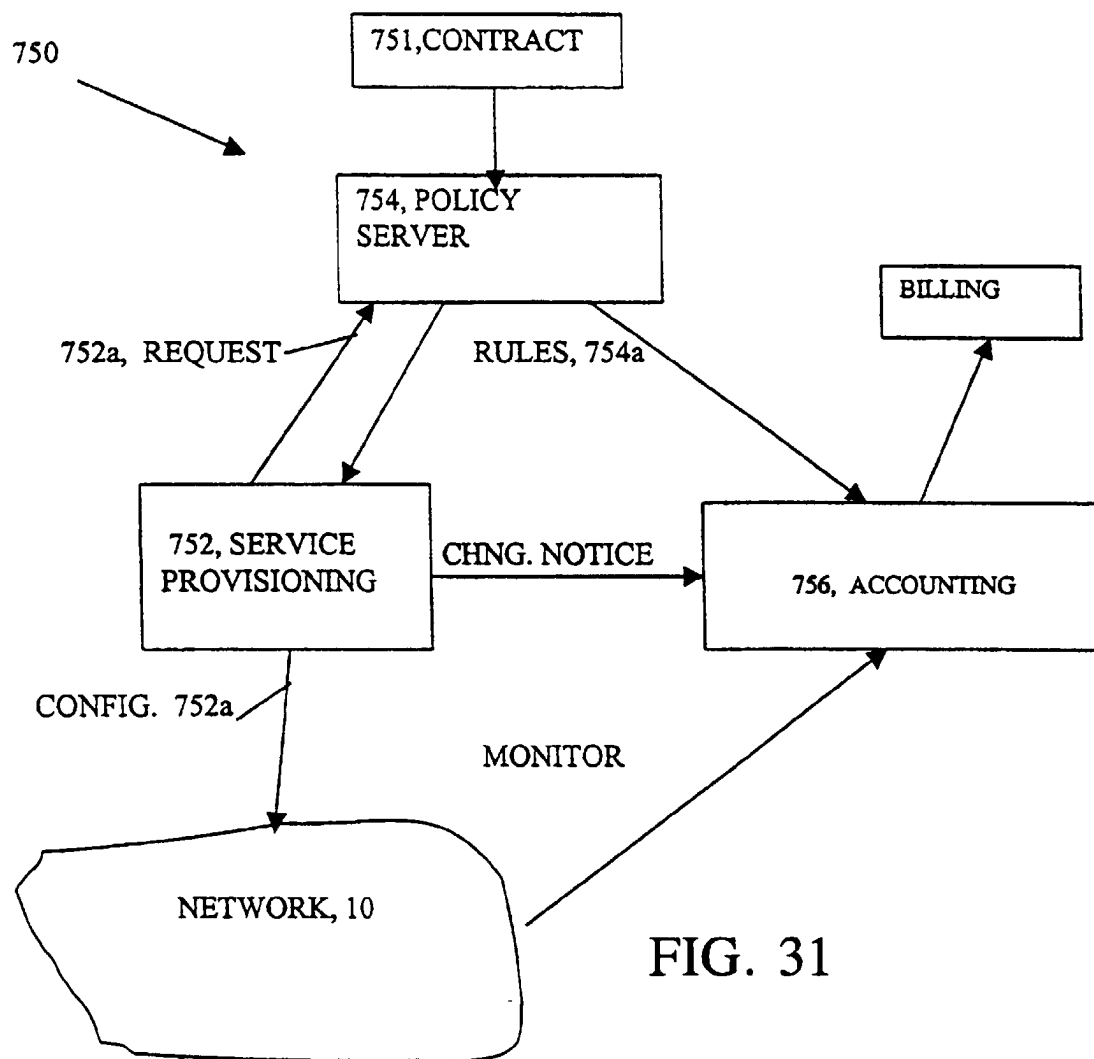 750
751,CONTRACT
754, POLICY
SERVER
BILLING
752a, REQUEST
RULES, 754a
752, SERVICE
PROVISIONING
CHNG. NOTICE
756, ACCOUNTING
CONFIG. 752a
MONITOR
NETWORK, 10
FIG. 31